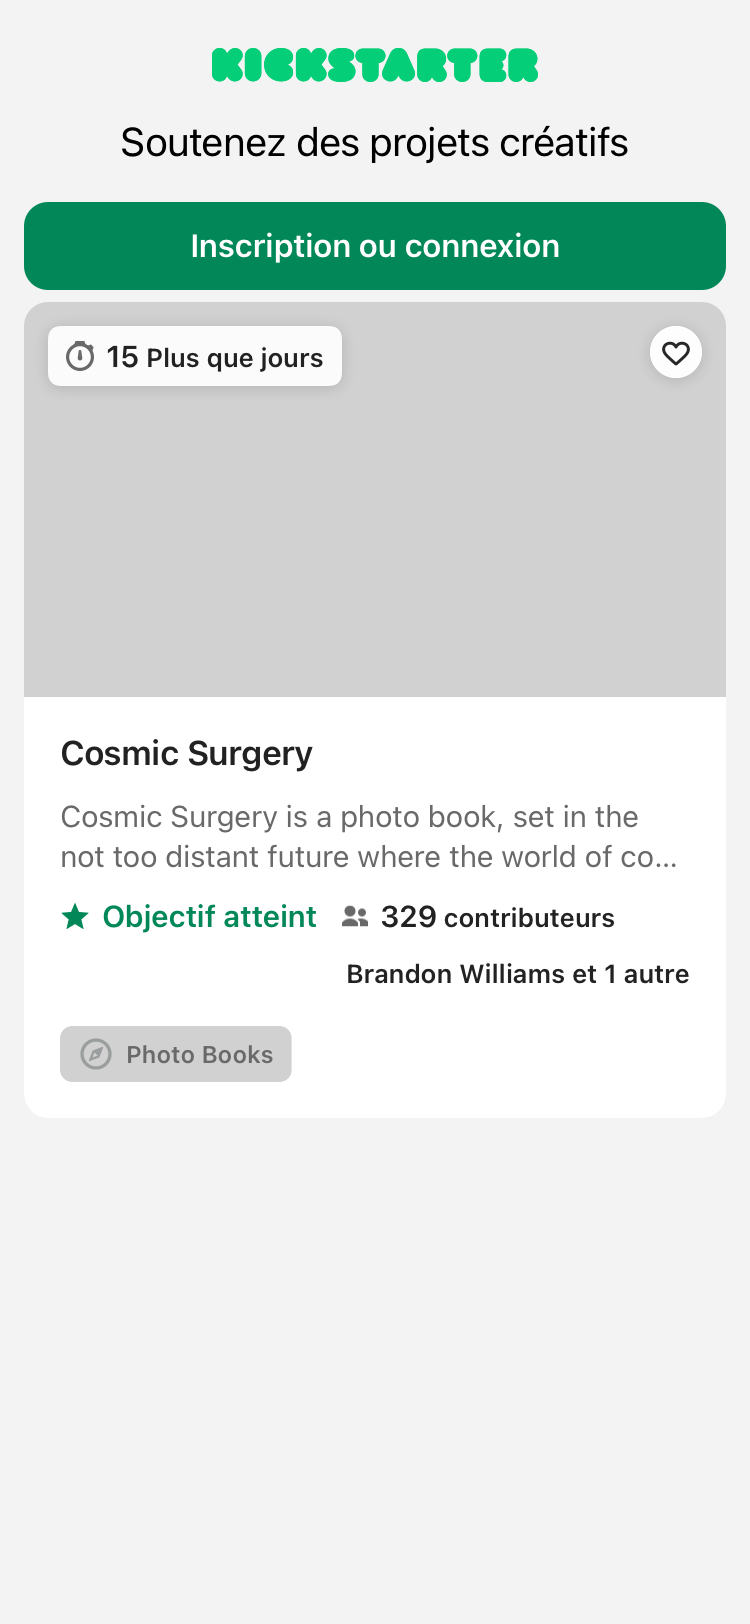 KICKSTARTER
Soutenez des projets créatifs
Inscription ou connexion
15 Plus que jours
Cosmic Surgery
Cosmic Surgery is a photo book, set in the
not too distant future where the world of co...
Objectif atteint 329 contributeurs
Brandon Williams et 1 autre
Photo Books